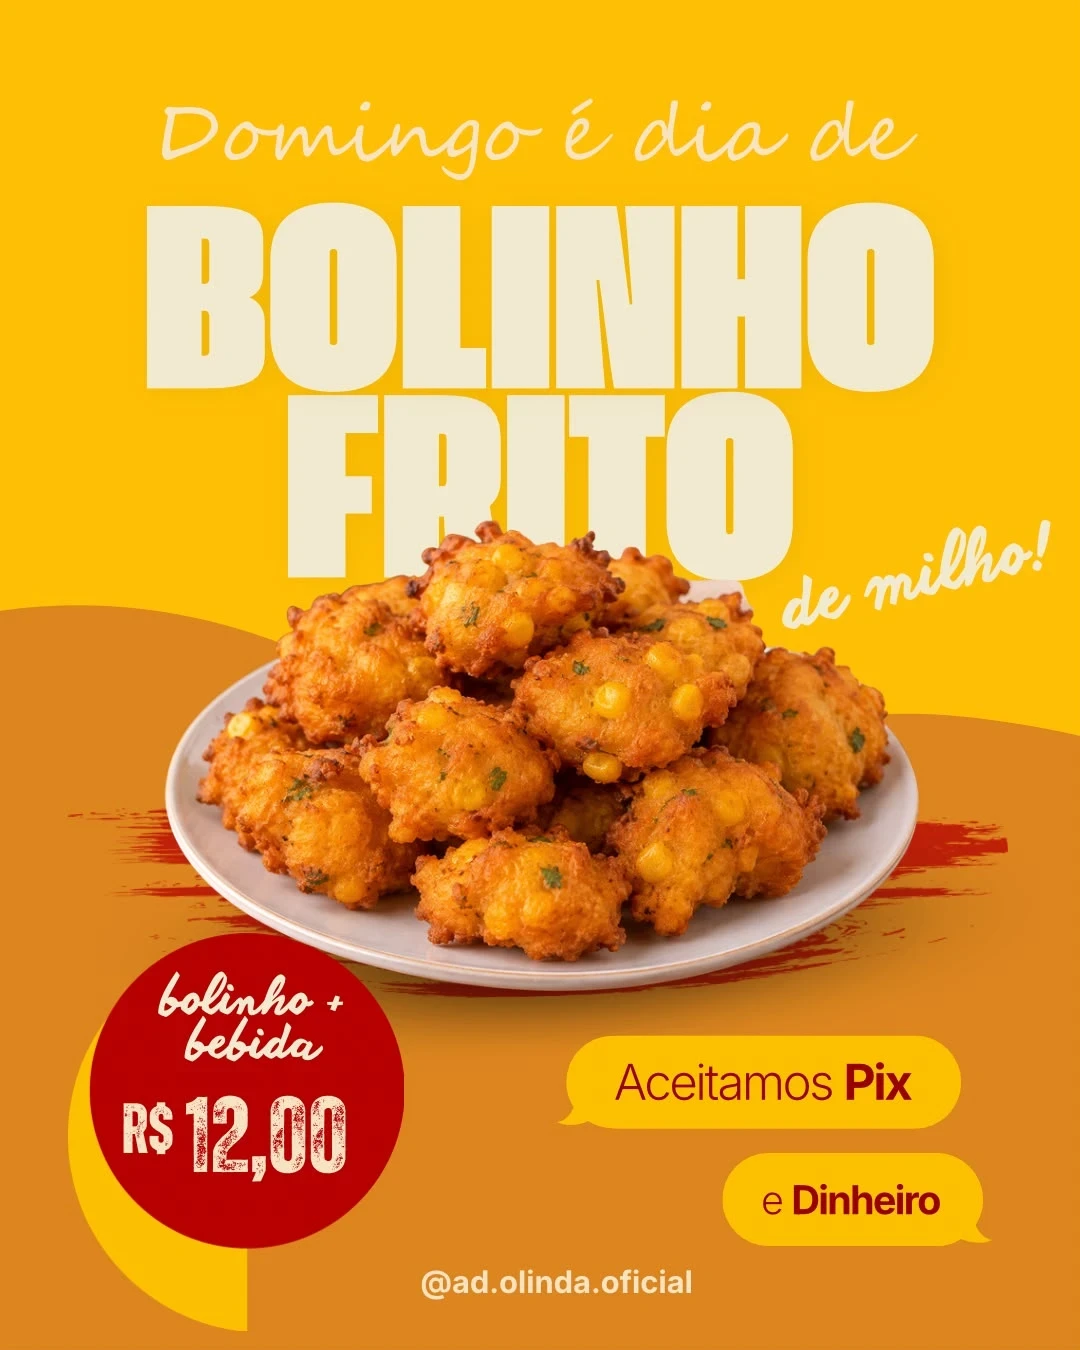 Domingo é dia de
BOLINHO
FRITO
de milho!
bolinho +
bebida
R$ 12,00
Aceitamos Pix
e Dinheiro
@ad.olinda.oficial